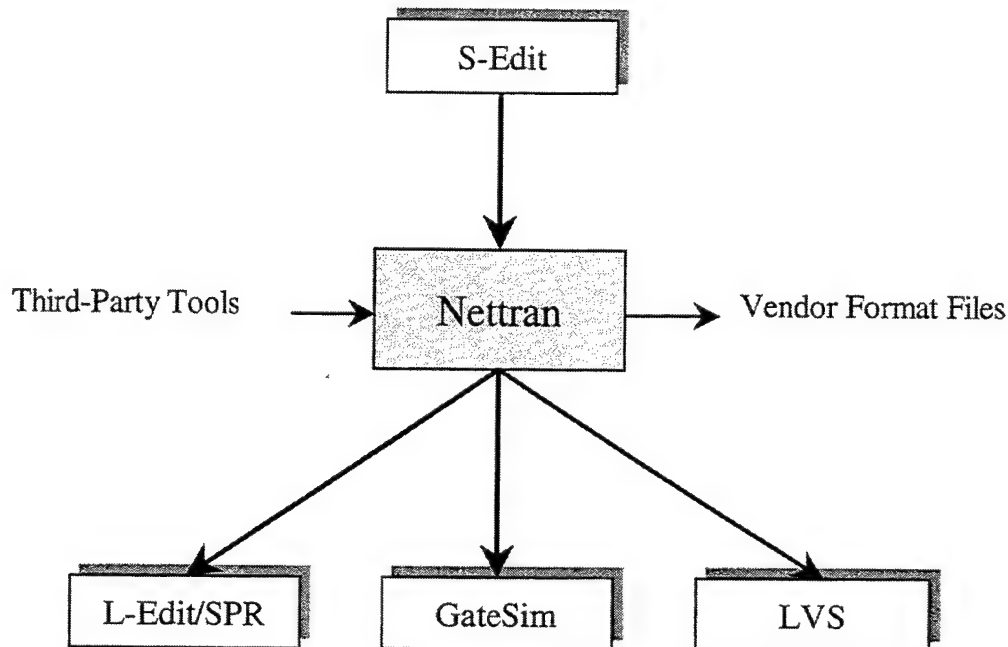 S-Edit
Third-Party Tools
Nettran
Vendor Format Files
L-Edit/SPR
GateSim
LVS